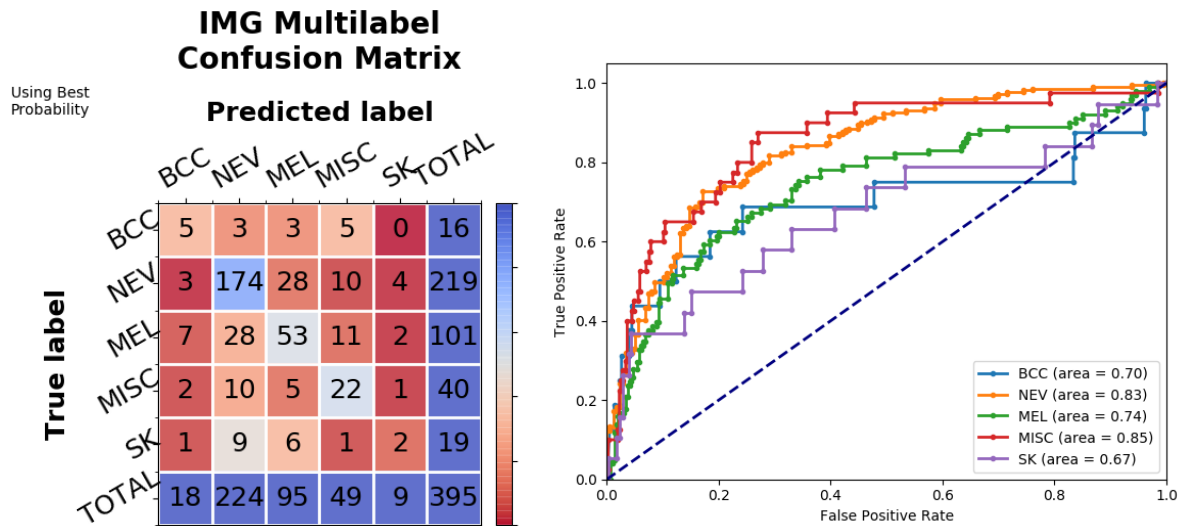 IMG Multilabel
Confusion Matrix
Using Best
Probability
Predicted label
BCC NEV MEL MISC SK TOTAL
True label
BCC 5 3 3 5 0 16
NEV 3 174 28 10 4 219
MEL 7 28 53 11 2 101
MISC 2 10 5 22 1 40
SK 1 9 6 1 2 19
TOTAL 18 224 95 49 9 395
True Positive Rate
1.0
0.8
0.6
0.4
0.2
0.0
BCC (area = 0.70)
NEV (area = 0.83)
MEL (area = 0.74)
MISC (area = 0.85)
SK (area = 0.67)
0.0 0.2 0.4 0.6 0.8 1.0
False Positive Rate